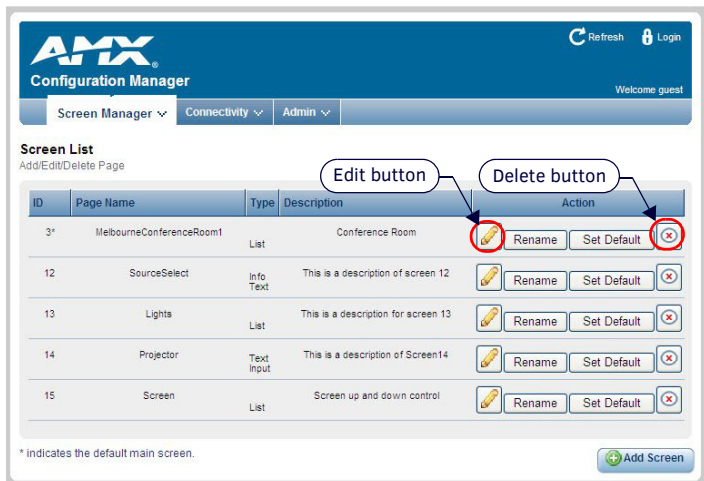 AMX®
Refresh Login
Configuration Manager
Welcome guest
Screen Manager Connectivity Admin
Screen List
Add/Edit/Delete Page
Edit button Delete button
ID Page Name Type Description Action
3* MelbourneConferenceRoom1 List Conference Room Rename Set Default
12 SourceSelect Info Text This is a description of screen 12 Rename Set Default
13 Lights List This is a description for screen 13 Rename Set Default
14 Projector Text Input This is a description of Screen14 Rename Set Default
15 Screen List Screen up and down control Rename Set Default
* indicates the default main screen.
Add Screen